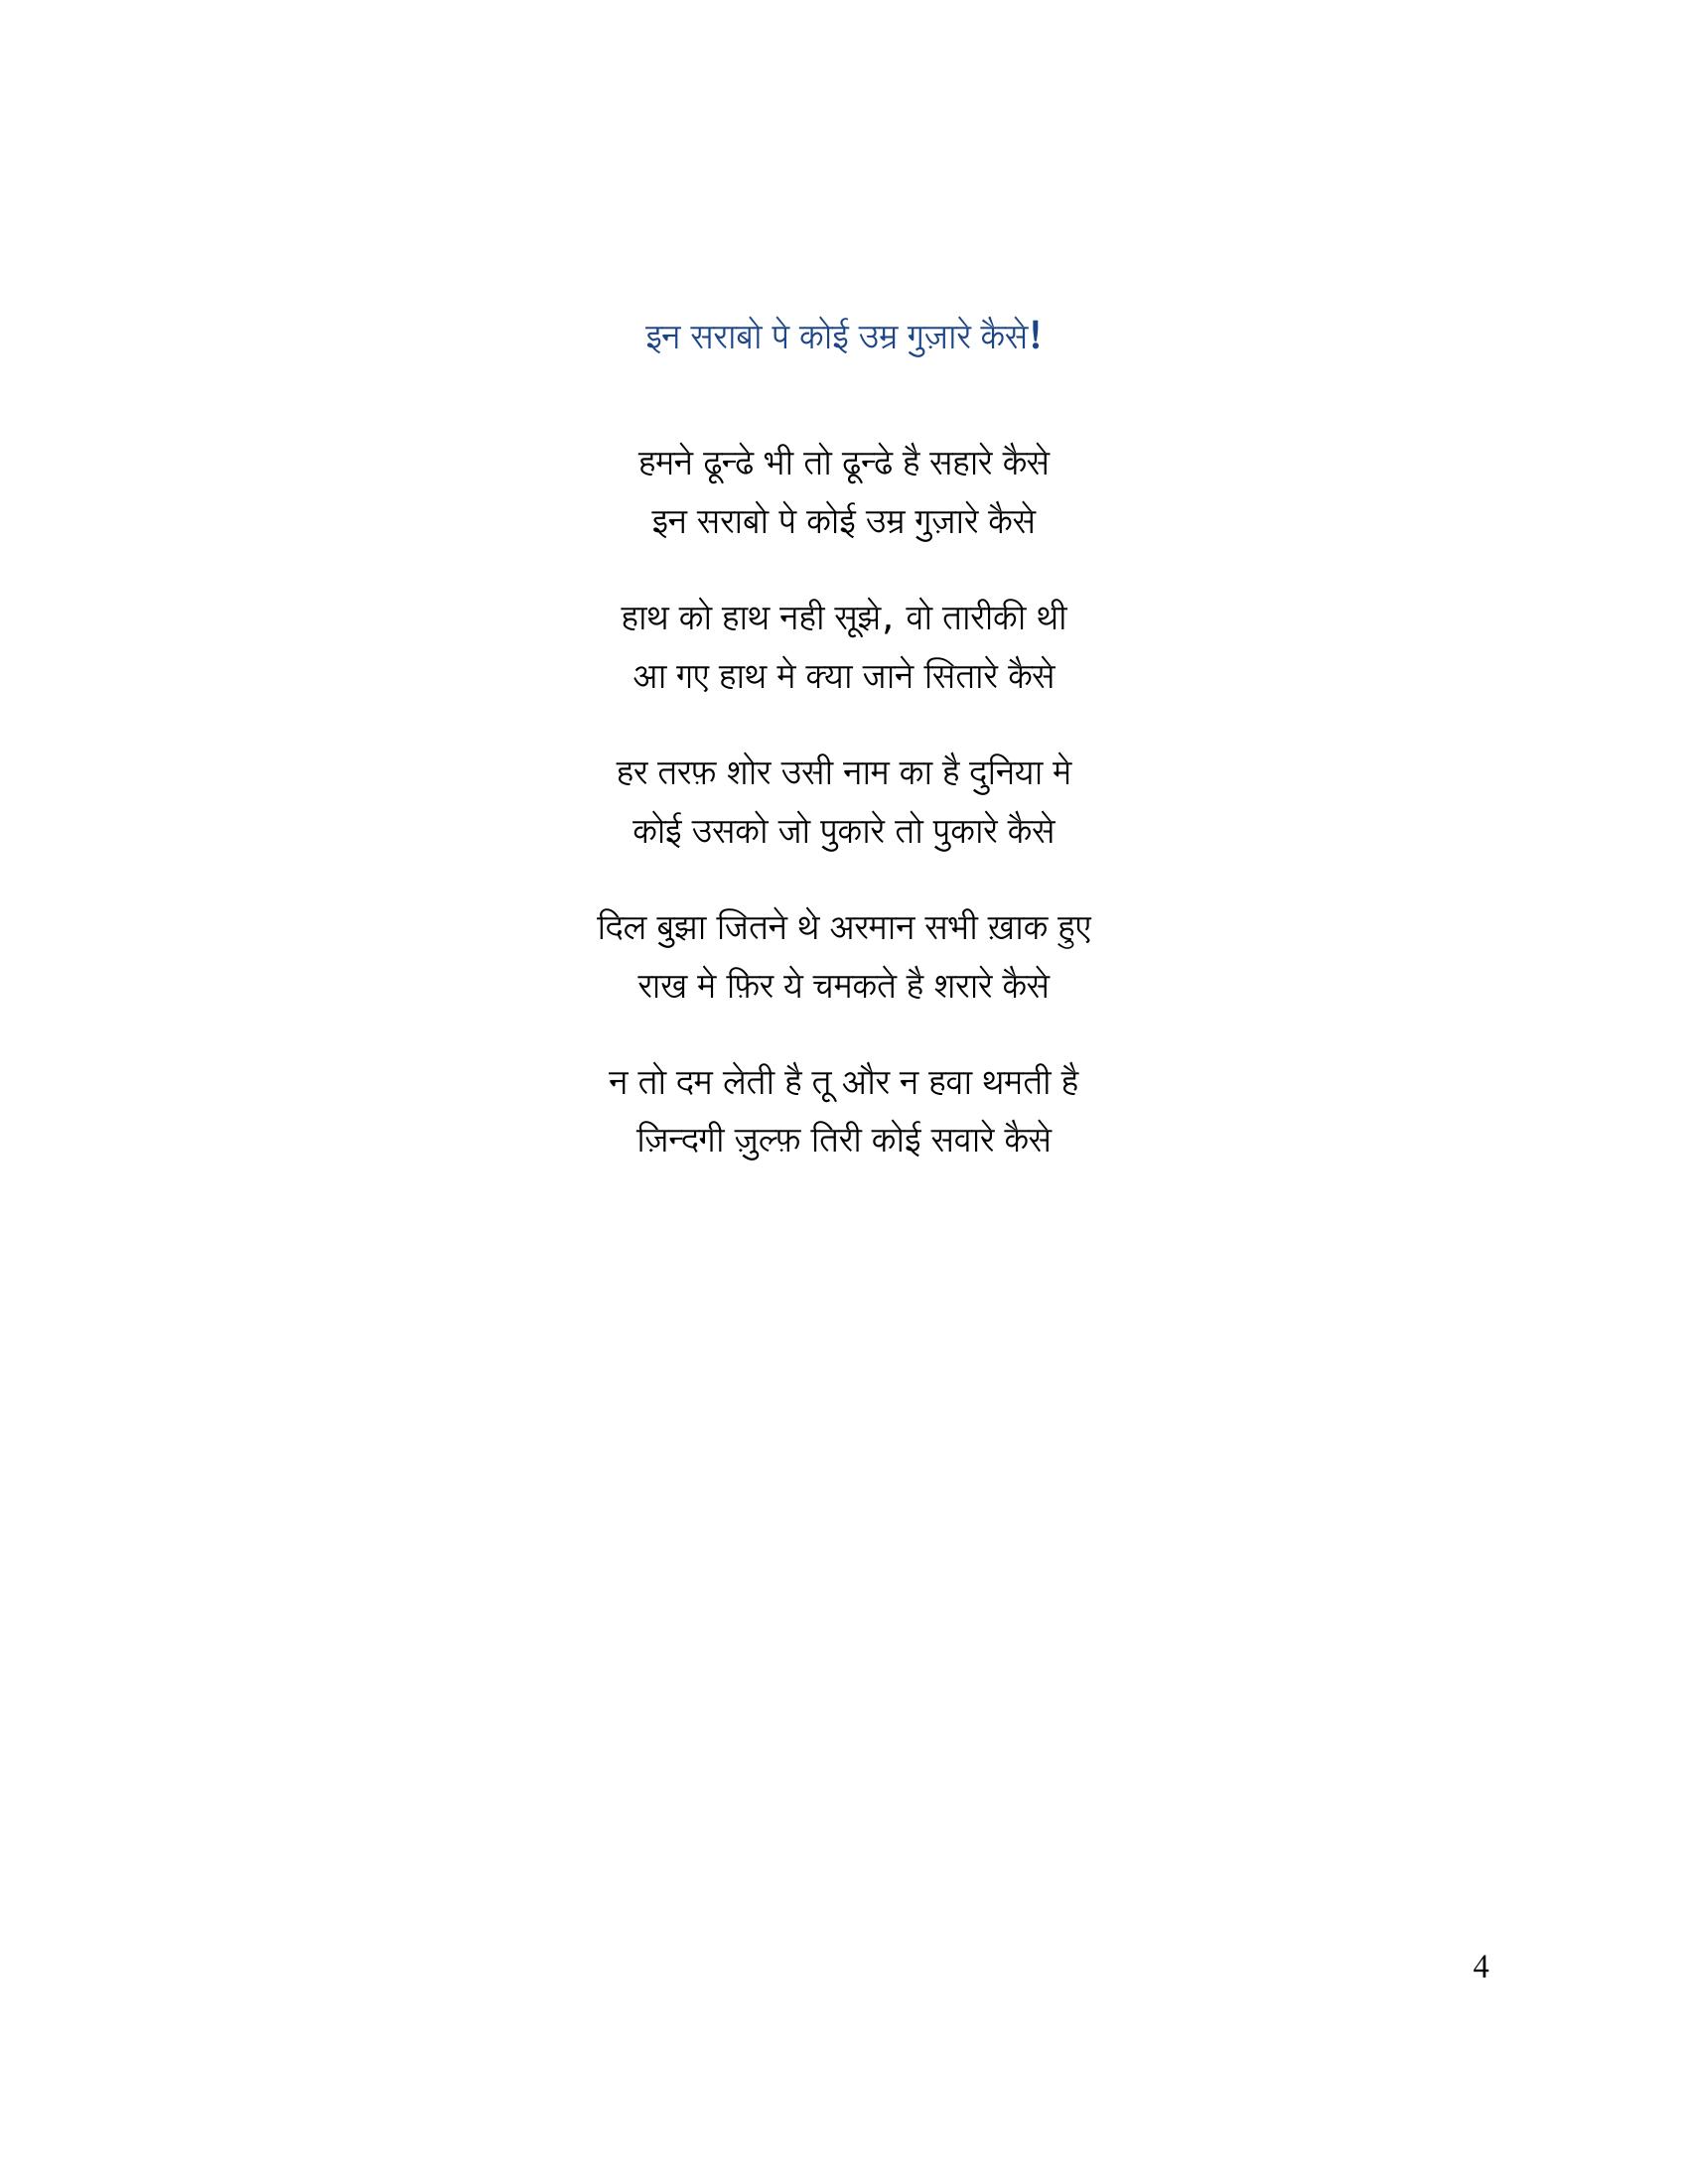 इन सराबो पे कोई उम्र गुज़ारे कैसे!
हमने ढून्ढे भी तो ढून्ढे है सहारे कैसे
इन सराबो पे कोई उम्र गुज़ारे कैसे
हाथ को हाथ नही सूझे, वो तारीकी थी
आ गए हाथ मे क्या जाने सितारे कैसे
हर तरफ़ शोर उसी नाम का है दुनिया मे
कोई उसको जो पुकारे तो पुकारे कैसे
दिल बुझा जितने थे अरमान सभी ख़ाक हुए
राख मे फ़िर ये चमकते है शरारे कैसे
न तो दम लेती है तू और न हवा थमती है
ज़िन्दगी ज़ुल्फ़ तिरी कोई सवारे कैसे
4